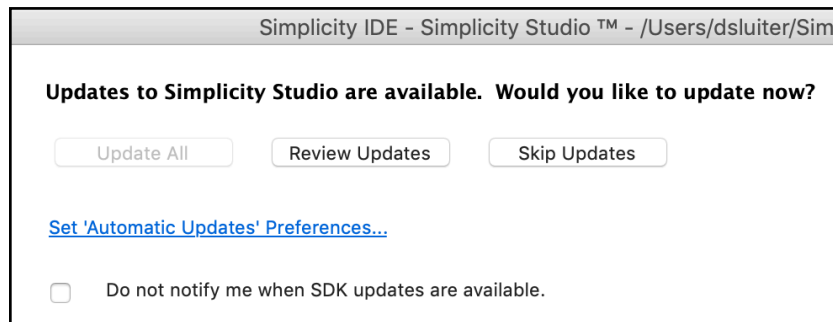 Simplicity IDE - Simplicity Studio ™ - /Users/dsluiter/Sim
Updates to Simplicity Studio are available.  Would you like to update now?
Update All
Review Updates
Skip Updates
Set 'Automatic Updates' Preferences...
Do not notify me when SDK updates are available.